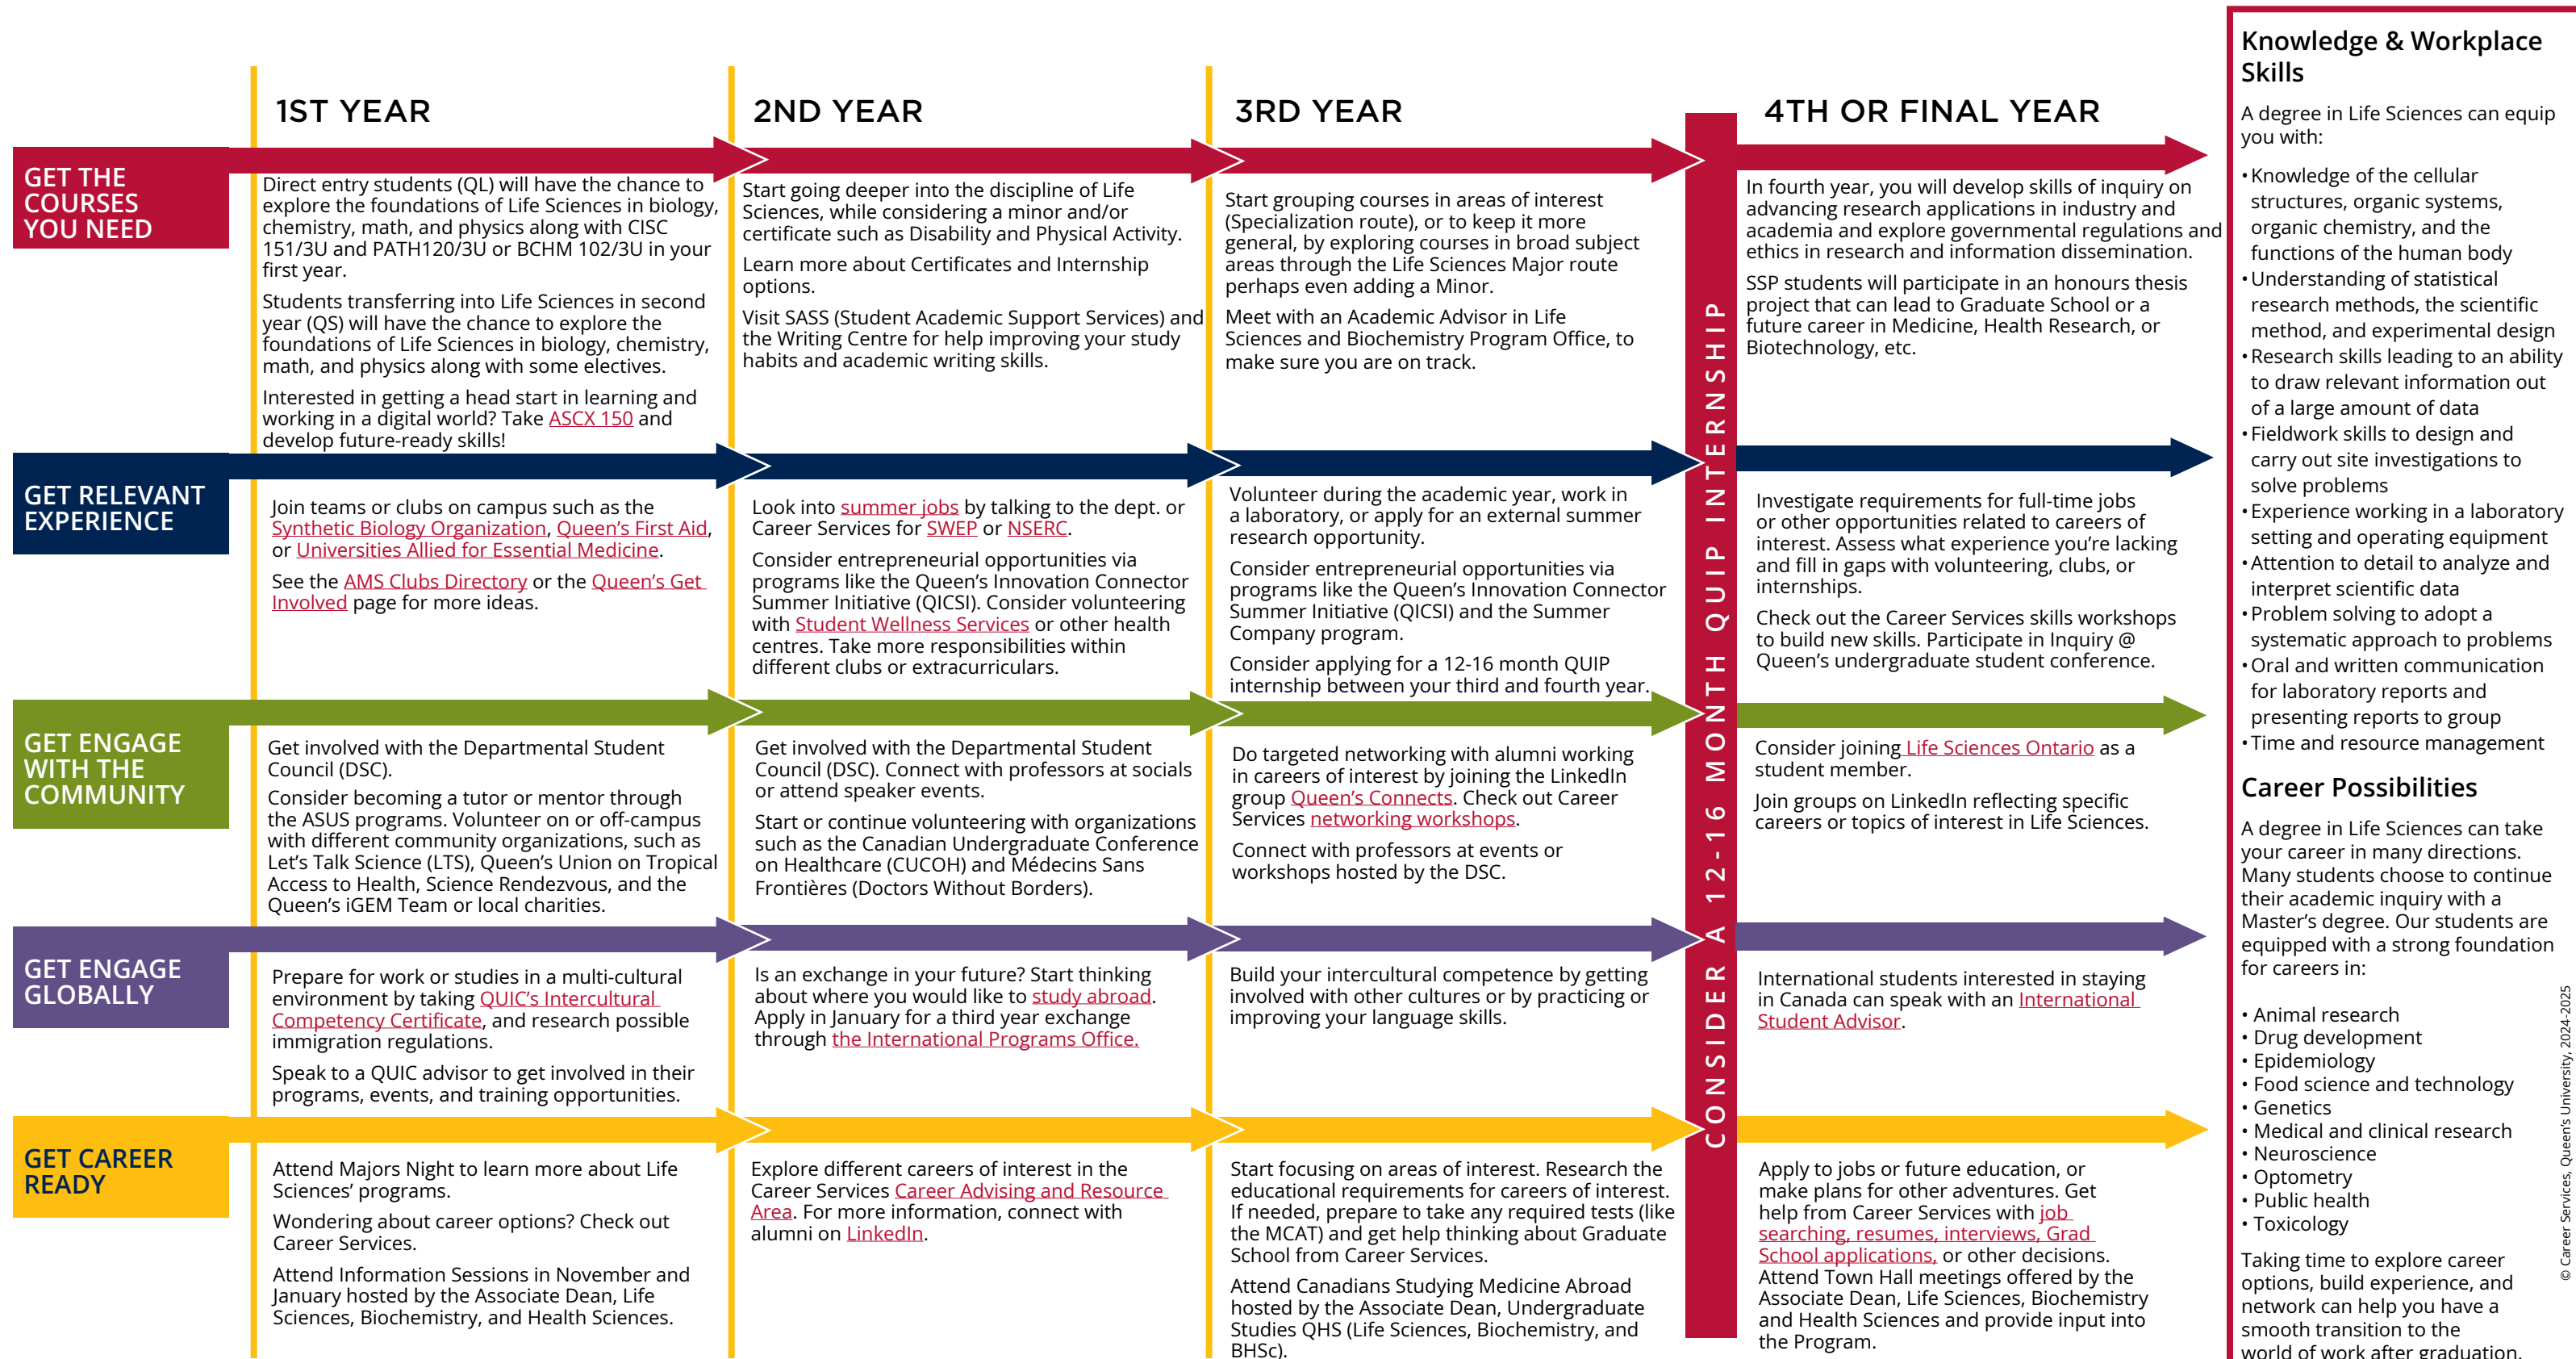 1ST YEAR
2ND YEAR
3RD YEAR
4TH OR FINAL YEAR
GET THE
COURSES
YOU NEED
Direct entry students (QL) will have the chance to
explore the foundations of Life Sciences in biology,
chemistry, math, and physics along with CISC
151/3U and PATH120/3U or BCHM 102/3U in your
first year.
Students transferring into Life Sciences in second
year (QS) will have the chance to explore the
foundations of Life Sciences in biology, chemistry,
math, and physics along with some electives.
Interested in getting a head start in learning and
working in a digital world? Take ASCX 150 and
develop future-ready skills!
Start going deeper into the discipline of Life
Sciences, while considering a minor and/or
certificate such as Disability and Physical Activity.
Learn more about Certificates and Internship
options.
Visit SASS (Student Academic Support Services) and
the Writing Centre for help improving your study
habits and academic writing skills.
Start grouping courses in areas of interest
(Specialization route), or to keep it more
general, by exploring courses in broad subject
areas through the Life Sciences Major route
perhaps even adding a Minor.
Meet with an Academic Advisor in Life
Sciences and Biochemistry Program Office, to
make sure you are on track.
In fourth year, you will develop skills of inquiry on
advancing research applications in industry and
academia and explore governmental regulations and
ethics in research and information dissemination.
SSP students will participate in an honours thesis
project that can lead to Graduate School or a
future career in Medicine, Health Research, or
Biotechnology, etc.
GET RELEVANT
EXPERIENCE
Join teams or clubs on campus such as the
Synthetic Biology Organization, Queen's First Aid,
or Universities Allied for Essential Medicine.
See the AMS Clubs Directory or the Queen's Get
Involved page for more ideas.
Look into summer jobs by talking to the dept. or
Career Services for SWEP or NSERC.
Consider entrepreneurial opportunities via
programs like the Queen's Innovation Connector
Summer Initiative (QICSI). Consider volunteering
with Student Wellness Services or other health
centres. Take more responsibilities within
different clubs or extracurriculars.
Volunteer during the academic year, work in
a laboratory, or apply for an external summer
research opportunity.
Consider entrepreneurial opportunities via
programs like the Queen's Innovation Connector
Summer Initiative (QICSI) and the Summer
Company program.
Consider applying for a 12-16 month QUIP
internship between your third and fourth year.
Investigate requirements for full-time jobs
or other opportunities related to careers of
interest. Assess what experience you're lacking
and fill in gaps with volunteering, clubs, or
internships.
Check out the Career Services skills workshops
to build new skills. Participate in Inquiry @
Queen's undergraduate student conference.
GET ENGAGE
WITH THE
COMMUNITY
Get involved with the Departmental Student
Council (DSC).
Consider becoming a tutor or mentor through
the ASUS programs. Volunteer on or off-campus
with different community organizations, such as
Let's Talk Science (LTS), Queen's Union on Tropical
Access to Health, Science Rendezvous, and the
Queen's iGEM Team or local charities.
Get involved with the Departmental Student
Council (DSC). Connect with professors at socials
or attend speaker events.
Start or continue volunteering with organizations
such as the Canadian Undergraduate Conference
on Healthcare (CUCOH) and Médecins Sans
Frontières (Doctors Without Borders).
Do targeted networking with alumni working
in careers of interest by joining the LinkedIn
group Queen's Connects. Check out Career
Services networking workshops.
Connect with professors at events or
workshops hosted by the DSC.
Consider joining Life Sciences Ontario as a
student member.
Join groups on LinkedIn reflecting specific
careers or topics of interest in Life Sciences.
GET ENGAGE
GLOBALLY
Prepare for work or studies in a multi-cultural
environment by taking QUIC's Intercultural
Competency Certificate, and research possible
immigration regulations.
Speak to a QUIC advisor to get involved in their
programs, events, and training opportunities.
Is an exchange in your future? Start thinking
about where you would like to study abroad.
Apply in January for a third year exchange
through the International Programs Office.
Build your intercultural competence by getting
involved with other cultures or by practicing or
improving your language skills.
International students interested in staying
in Canada can speak with an International
Student Advisor.
GET CAREER
READY
Attend Majors Night to learn more about Life
Sciences' programs.
Wondering about career options? Check out
Career Services.
Attend Information Sessions in November and
January hosted by the Associate Dean, Life
Sciences, Biochemistry, and Health Sciences.
Explore different careers of interest in the
Career Services Career Advising and Resource
Area. For more information, connect with
alumni on LinkedIn.
Start focusing on areas of interest. Research the
educational requirements for careers of interest.
If needed, prepare to take any required tests (like
the MCAT) and get help thinking about Graduate
School from Career Services.
Attend Canadians Studying Medicine Abroad
hosted by the Associate Dean, Undergraduate
Studies QHS (Life Sciences, Biochemistry, and
BHSc).
Apply to jobs or future education, or
make plans for other adventures. Get
help from Career Services with job
searching, resumes, interviews, Grad
School applications, or other decisions.
Attend Town Hall meetings offered by the
Associate Dean, Life Sciences, Biochemistry
and Health Sciences and provide input into
the Program.
CONSIDER A 12-16 MONTH QUIP INTERNSHIP
Knowledge & Workplace
Skills
A degree in Life Sciences can equip
you with:
• Knowledge of the cellular
structures, organic systems,
organic chemistry, and the
functions of the human body
• Understanding of statistical
research methods, the scientific
method, and experimental design
• Research skills leading to an ability
to draw relevant information out
of a large amount of data
• Fieldwork skills to design and
carry out site investigations to
solve problems
• Experience working in a laboratory
setting and operating equipment
• Attention to detail to analyze and
interpret scientific data
• Problem solving to adopt a
systematic approach to problems
• Oral and written communication
for laboratory reports and
presenting reports to group
• Time and resource management
Career Possibilities
A degree in Life Sciences can take
your career in many directions.
Many students choose to continue
their academic inquiry with a
Master's degree. Our students are
equipped with a strong foundation
for careers in:
• Animal research
• Drug development
• Epidemiology
• Food science and technology
• Genetics
• Medical and clinical research
• Neuroscience
• Optometry
• Public health
• Toxicology
Taking time to explore career
options, build experience, and
network can help you have a
smooth transition to the
world of work after graduation.
© Career Services, Queen's University, 2024-2025